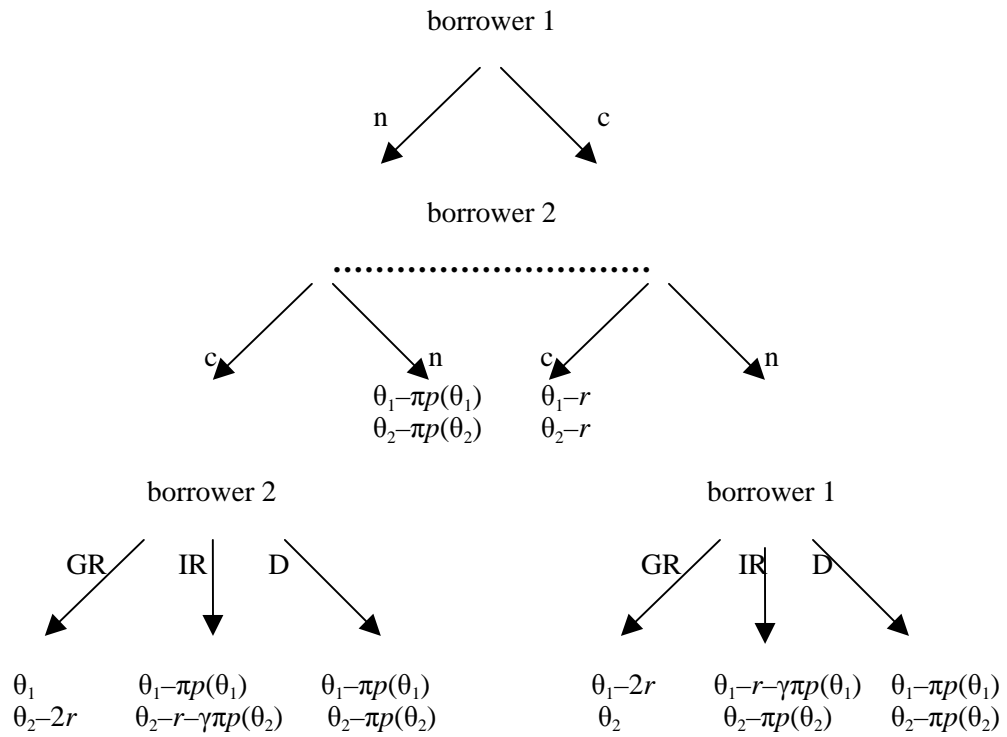 borrower 1
n c
borrower 2
c n c n
θ₁–πp(θ₁) θ₁–r
θ₂–πp(θ₂) θ₂–r
borrower 2 borrower 1
GR IR D GR IR D
θ₁ θ₁–πp(θ₁) θ₁–πp(θ₁) θ₁–2r θ₁–r–γπp(θ₁) θ₁–πp(θ₁)
θ₂–2r θ₂–r–γπp(θ₂) θ₂–πp(θ₂) θ₂ θ₂–πp(θ₂) θ₂–πp(θ₂)